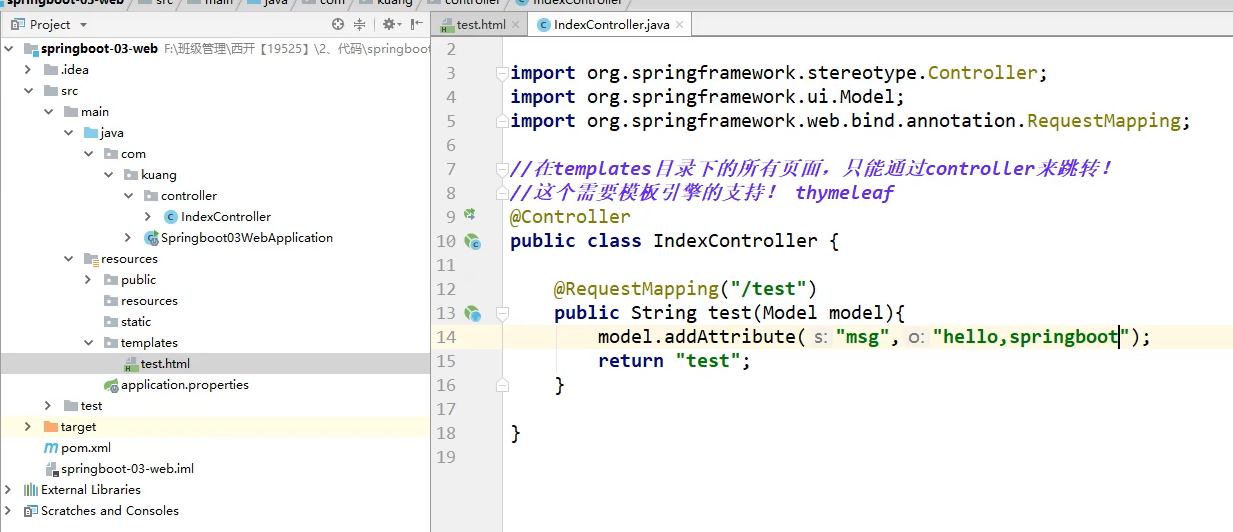 springboot-03-web src main java com kuang controller IndexController
Project
test.html
IndexController.java
springboot-03-web F:\班级管理\西开【19525】\2、代码\springboot
.idea
src
main
java
com
kuang
controller
IndexController
Springboot03WebApplication
resources
public
resources
static
templates
test.html
application.properties
test
target
pom.xml
springboot-03-web.iml
External Libraries
Scratches and Consoles
2
3 import org.springframework.stereotype.Controller;
4 import org.springframework.ui.Model;
5 import org.springframework.web.bind.annotation.RequestMapping;
6
7 //在templates目录下的所有页面，只能通过controller来跳转！
8 //这个需要模板引擎的支持！ thymeleaf
9 @Controller
10 public class IndexController {
11
12 @RequestMapping("/test")
13 public String test(Model model){
14 model.addAttribute( s: "msg", o: "hello,springboot");
15 return "test";
16 }
17
18 }
19